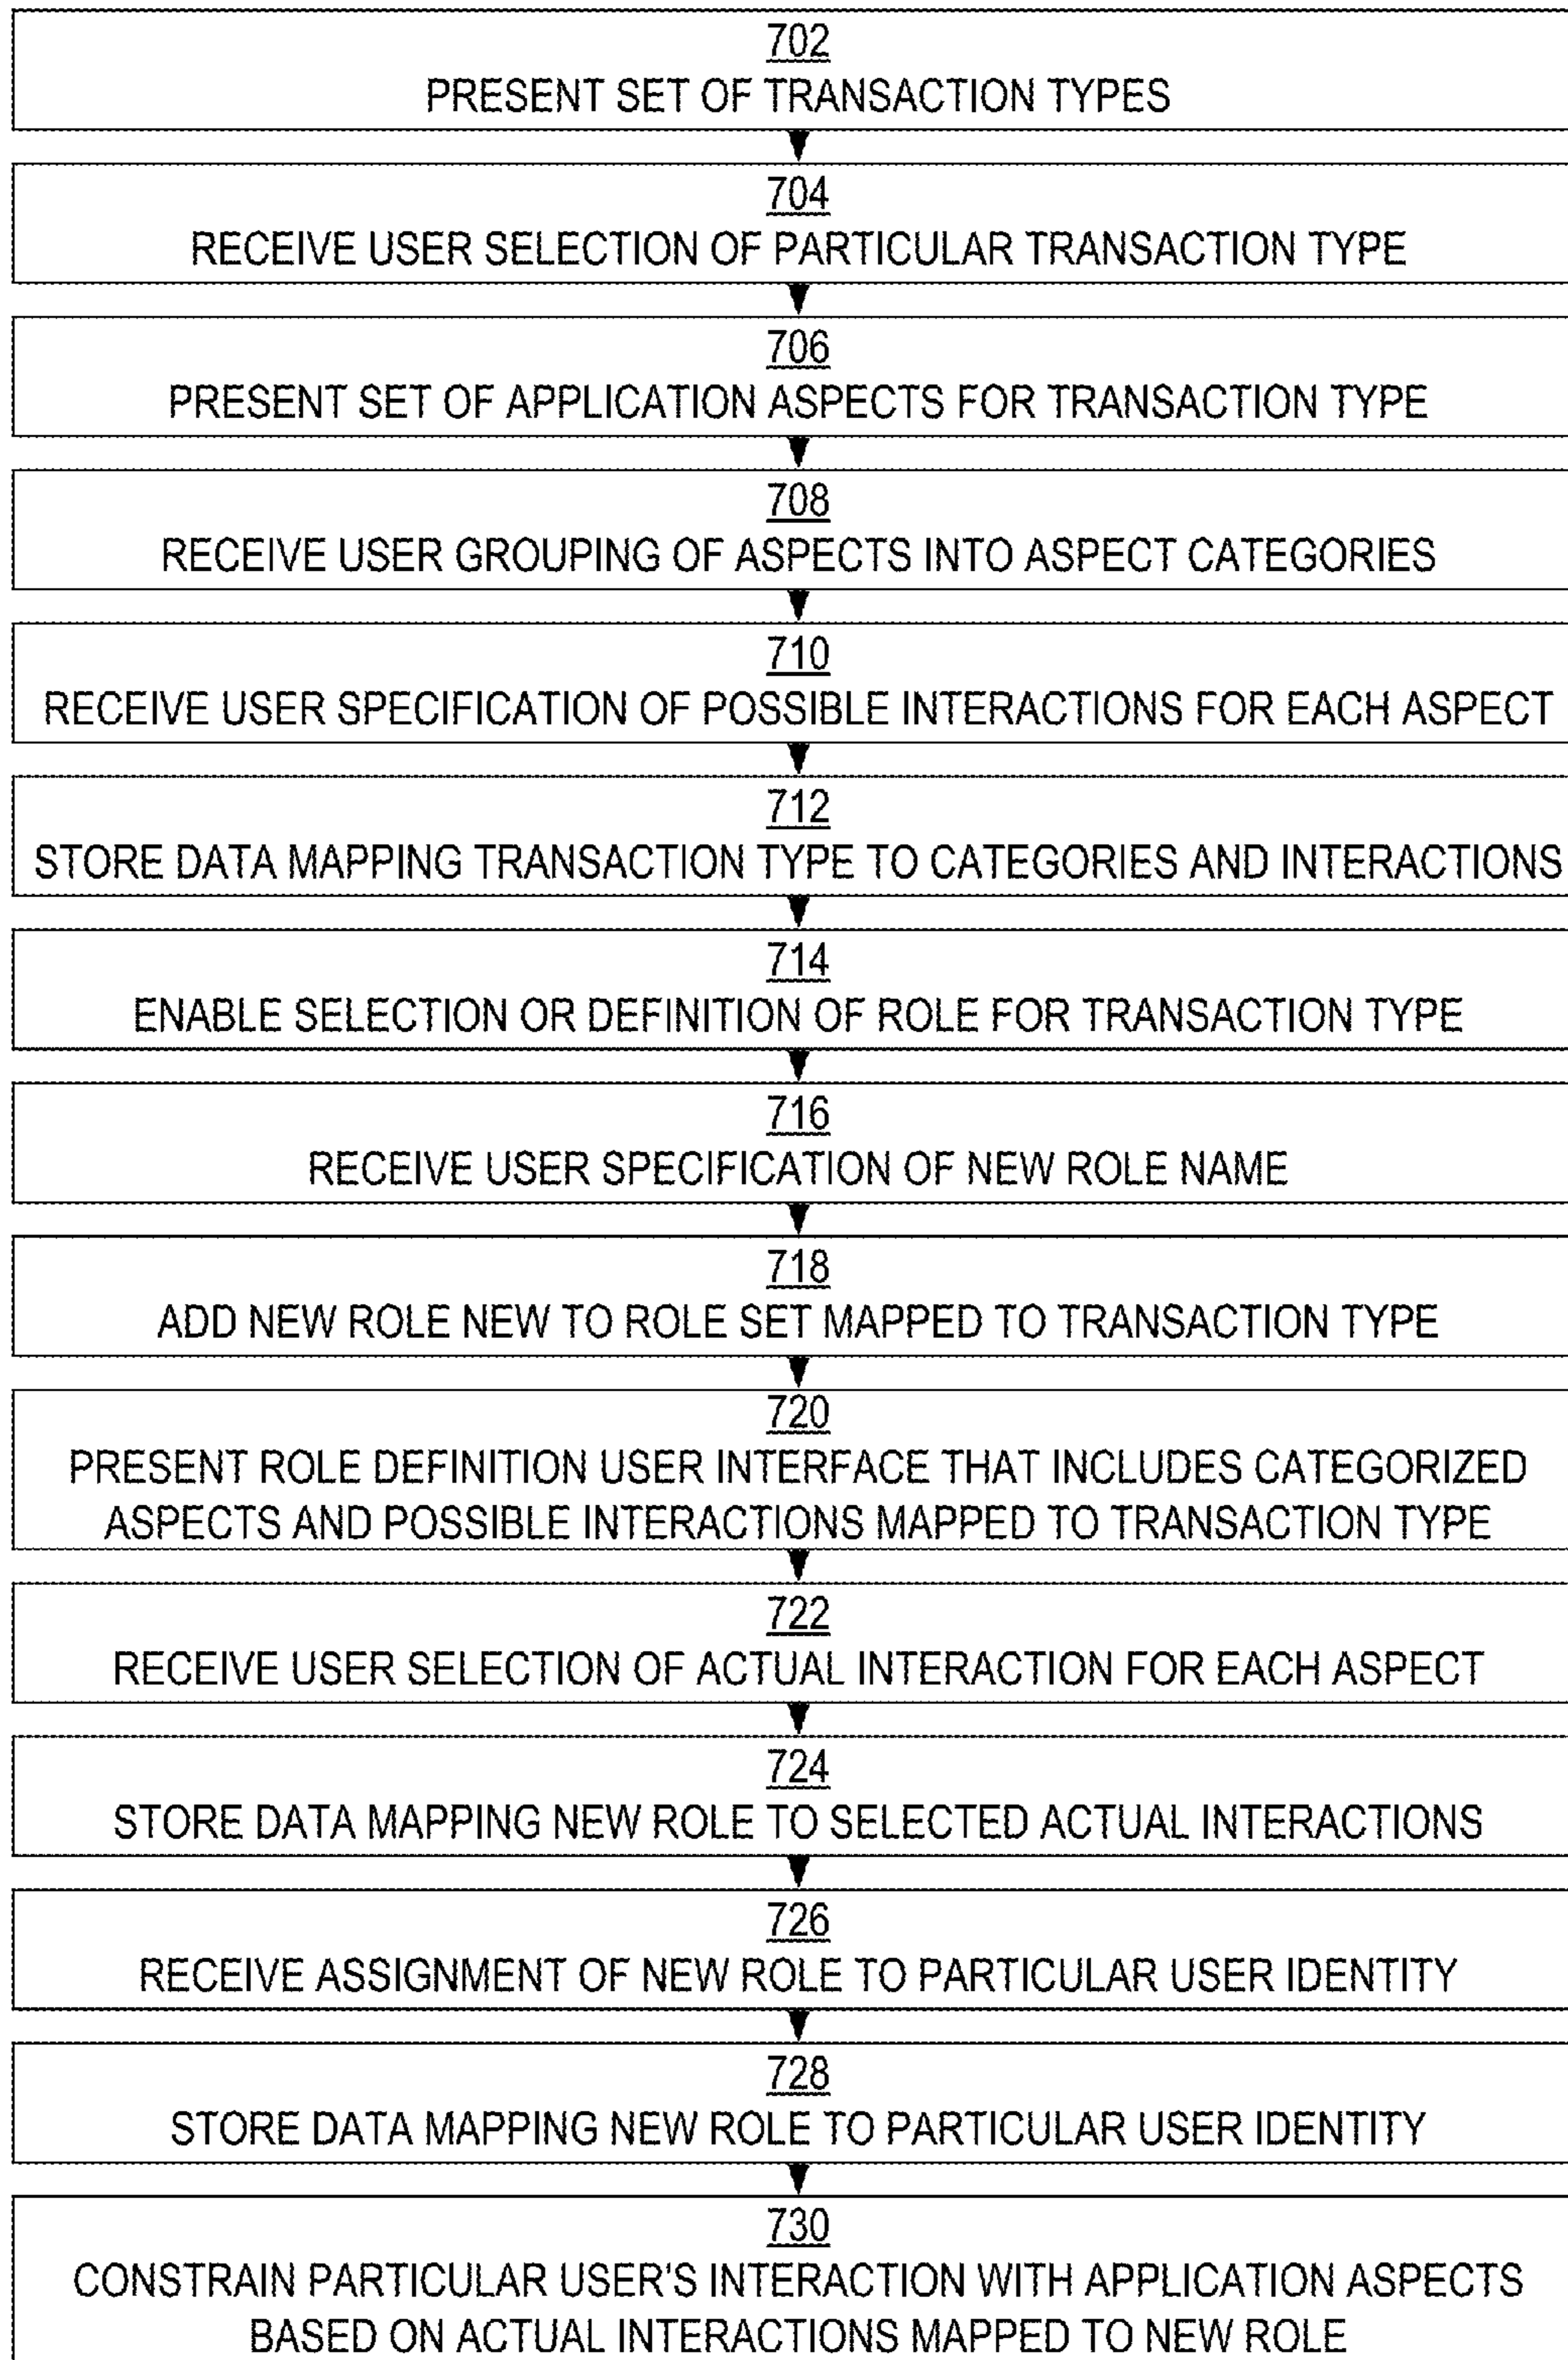 702
PRESENT SET OF TRANSACTION TYPES
704
RECEIVE USER SELECTION OF PARTICULAR TRANSACTION TYPE
706
PRESENT SET OF APPLICATION ASPECTS FOR TRANSACTION TYPE
708
RECEIVE USER GROUPING OF ASPECTS INTO ASPECT CATEGORIES
710
RECEIVE USER SPECIFICATION OF POSSIBLE INTERACTIONS FOR EACH ASPECT
712
STORE DATA MAPPING TRANSACTION TYPE TO CATEGORIES AND INTERACTIONS
714
ENABLE SELECTION OR DEFINITION OF ROLE FOR TRANSACTION TYPE
716
RECEIVE USER SPECIFICATION OF NEW ROLE NAME
718
ADD NEW ROLE NEW TO ROLE SET MAPPED TO TRANSACTION TYPE
720
PRESENT ROLE DEFINITION USER INTERFACE THAT INCLUDES CATEGORIZED
ASPECTS AND POSSIBLE INTERACTIONS MAPPED TO TRANSACTION TYPE
722
RECEIVE USER SELECTION OF ACTUAL INTERACTION FOR EACH ASPECT
724
STORE DATA MAPPING NEW ROLE TO SELECTED ACTUAL INTERACTIONS
726
RECEIVE ASSIGNMENT OF NEW ROLE TO PARTICULAR USER IDENTITY
728
STORE DATA MAPPING NEW ROLE TO PARTICULAR USER IDENTITY
730
CONSTRAIN PARTICULAR USER'S INTERACTION WITH APPLICATION ASPECTS
BASED ON ACTUAL INTERACTIONS MAPPED TO NEW ROLE